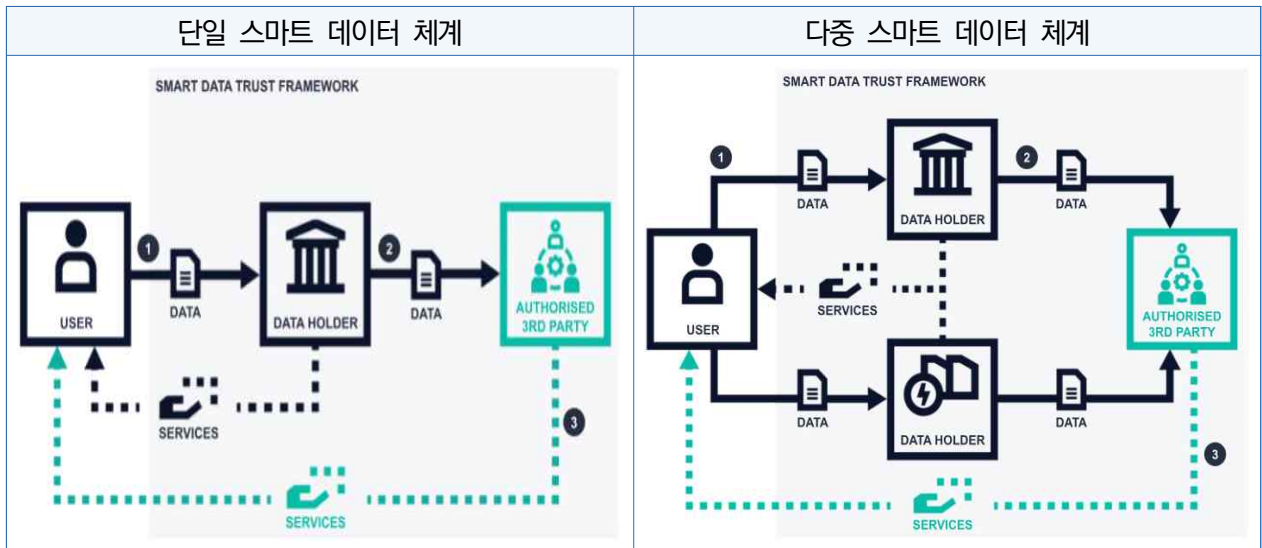 단일 스마트 데이터 체계
다중 스마트 데이터 체계
SMART DATA TRUST FRAMEWORK
1
2
USER
DATA
DATA HOLDER
DATA
AUTHORISED
3RD PARTY
SERVICES
3
SERVICES
SMART DATA TRUST FRAMEWORK
1
2
DATA
DATA HOLDER
DATA
USER
SERVICES
AUTHORISED
3RD PARTY
DATA
DATA HOLDER
DATA
3
SERVICES